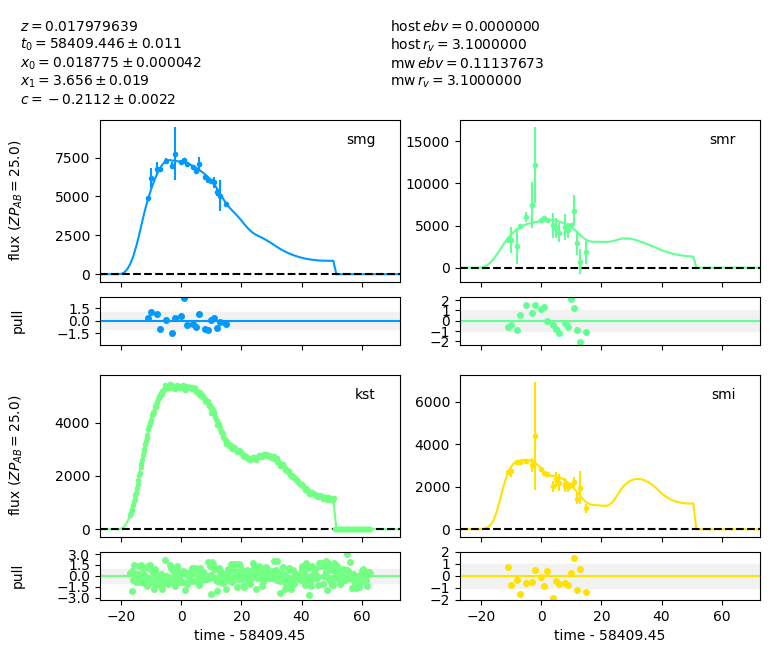 z = 0.017979639
t0 = 58409.446 ± 0.011
x0 = 0.018775 ± 0.000042
x1 = 3.656 ± 0.019
c = −0.2112 ± 0.0022
host ebv = 0.0000000
host rv = 3.1000000
mw ebv = 0.11137673
mw rv = 3.1000000
smg
7500
5000
2500
0
flux (ZPAB = 25.0)
smr
15000
10000
5000
0
1.5
0.0
−1.5
pull
2
1
0
−1
−2
kst
4000
2000
0
flux (ZPAB = 25.0)
smi
6000
4000
2000
0
3.0
1.5
0.0
−1.5
−3.0
pull
−20 0 20 40 60
time - 58409.45
2
1
0
−1
−2
−20 0 20 40 60
time - 58409.45